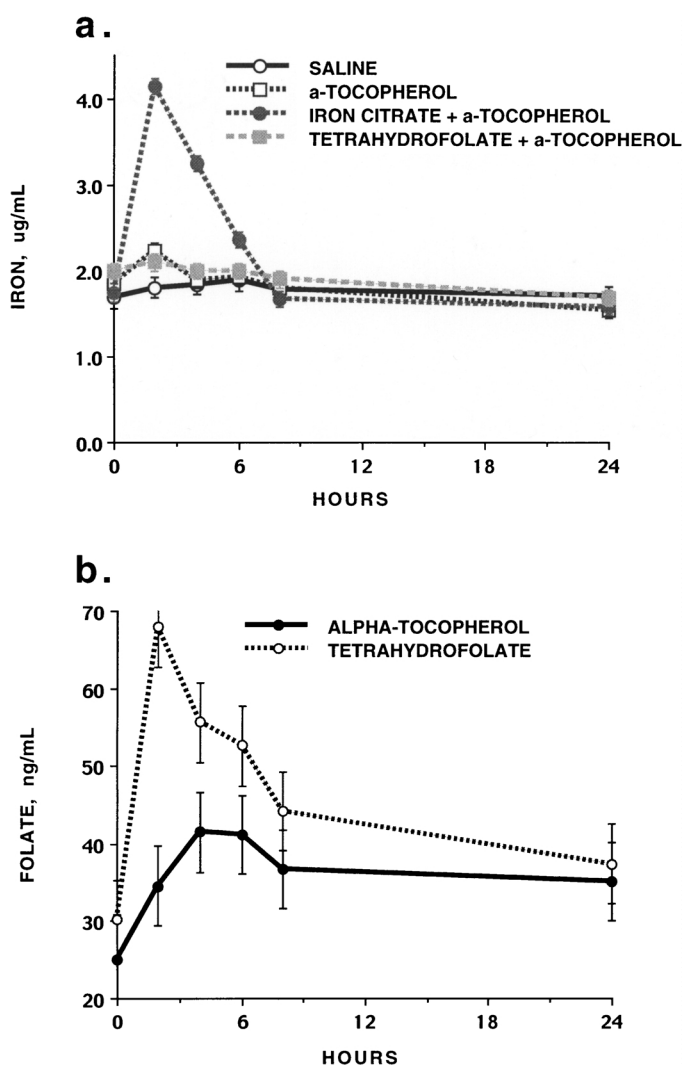 a.
SALINE
a-TOCOPHEROL
IRON CITRATE + a-TOCOPHEROL
TETRAHYDROFOLATE + a-TOCOPHEROL
IRON, ug/mL
4.0
3.0
2.0
1.0
0.0
0 6 12 18 24
HOURS
b.
ALPHA-TOCOPHEROL
TETRAHYDROFOLATE
FOLATE, ng/mL
70
60
50
40
30
20
0 6 12 18 24
HOURS